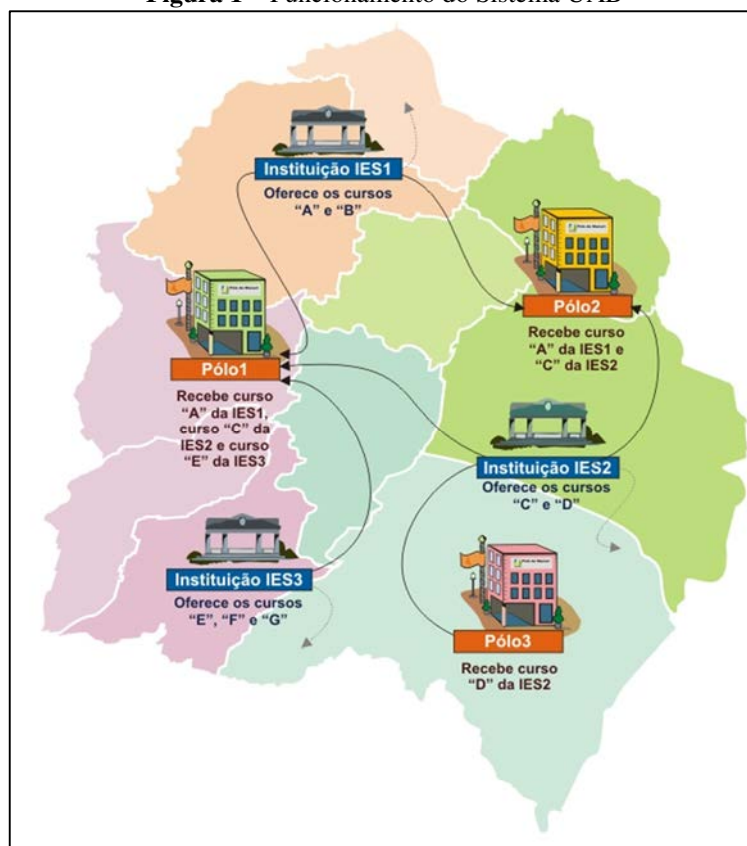 Figura 1 – Funcionamento do Sistema UAB
Instituição IES1
Oferece os cursos
“A” e “B”
Pólo2
Recebe curso
“A” da IES1 e
“C” da IES2
Pólo1
Recebe curso
“A” da IES1,
curso “C” da
IES2 e curso
“E” da IES3
Instituição IES2
Oferece os cursos
“C” e “D”
Instituição IES3
Oferece os cursos
“E”, “F” e “G”
Pólo3
Recebe curso
“D” da IES2